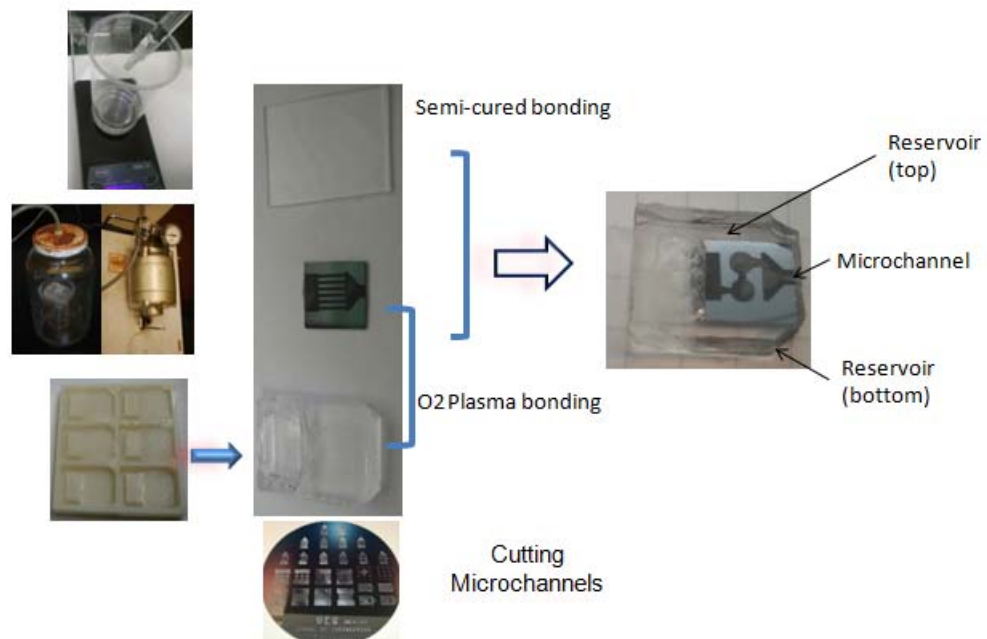 Semi-cured bonding
Reservoir
(top)
Microchannel
Reservoir
(bottom)
O2 Plasma bonding
Cutting
Microchannels